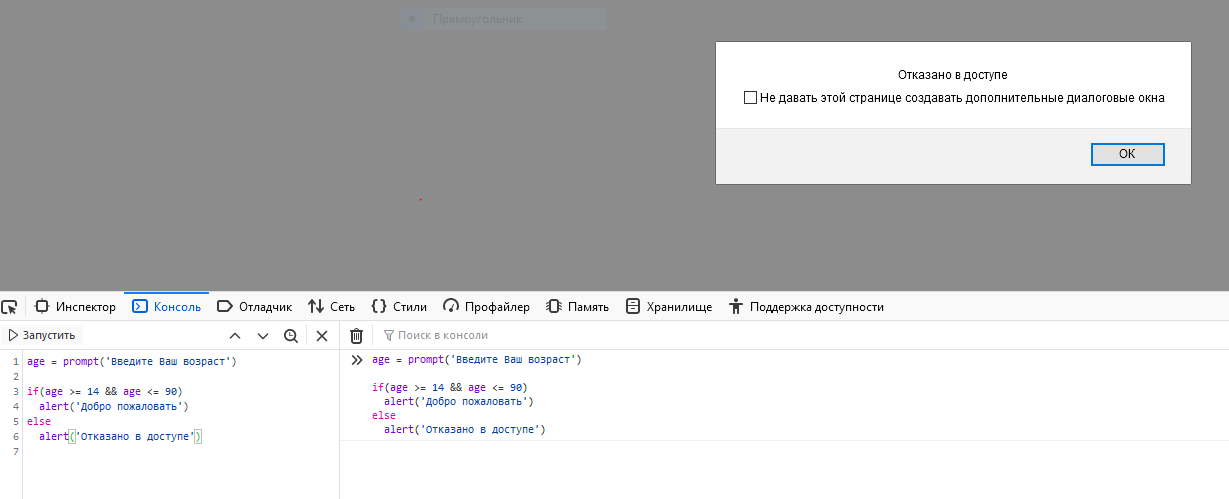 Прямоугольник
Отказано в доступе
Не давать этой странице создавать дополнительные диалоговые окна
ОК
Инспектор Консоль Отладчик Сеть Стили Профайлер Память Хранилище Поддержка доступности
Запустить
Поиск в консоли
1 age = prompt('Введите Ваш возраст')
2
3 if(age >= 14 && age <= 90)
4 alert('Добро пожаловать')
5 else
6 alert('Отказано в доступе')
7
age = prompt('Введите Ваш возраст')
if(age >= 14 && age <= 90)
alert('Добро пожаловать')
else
alert('Отказано в доступе')